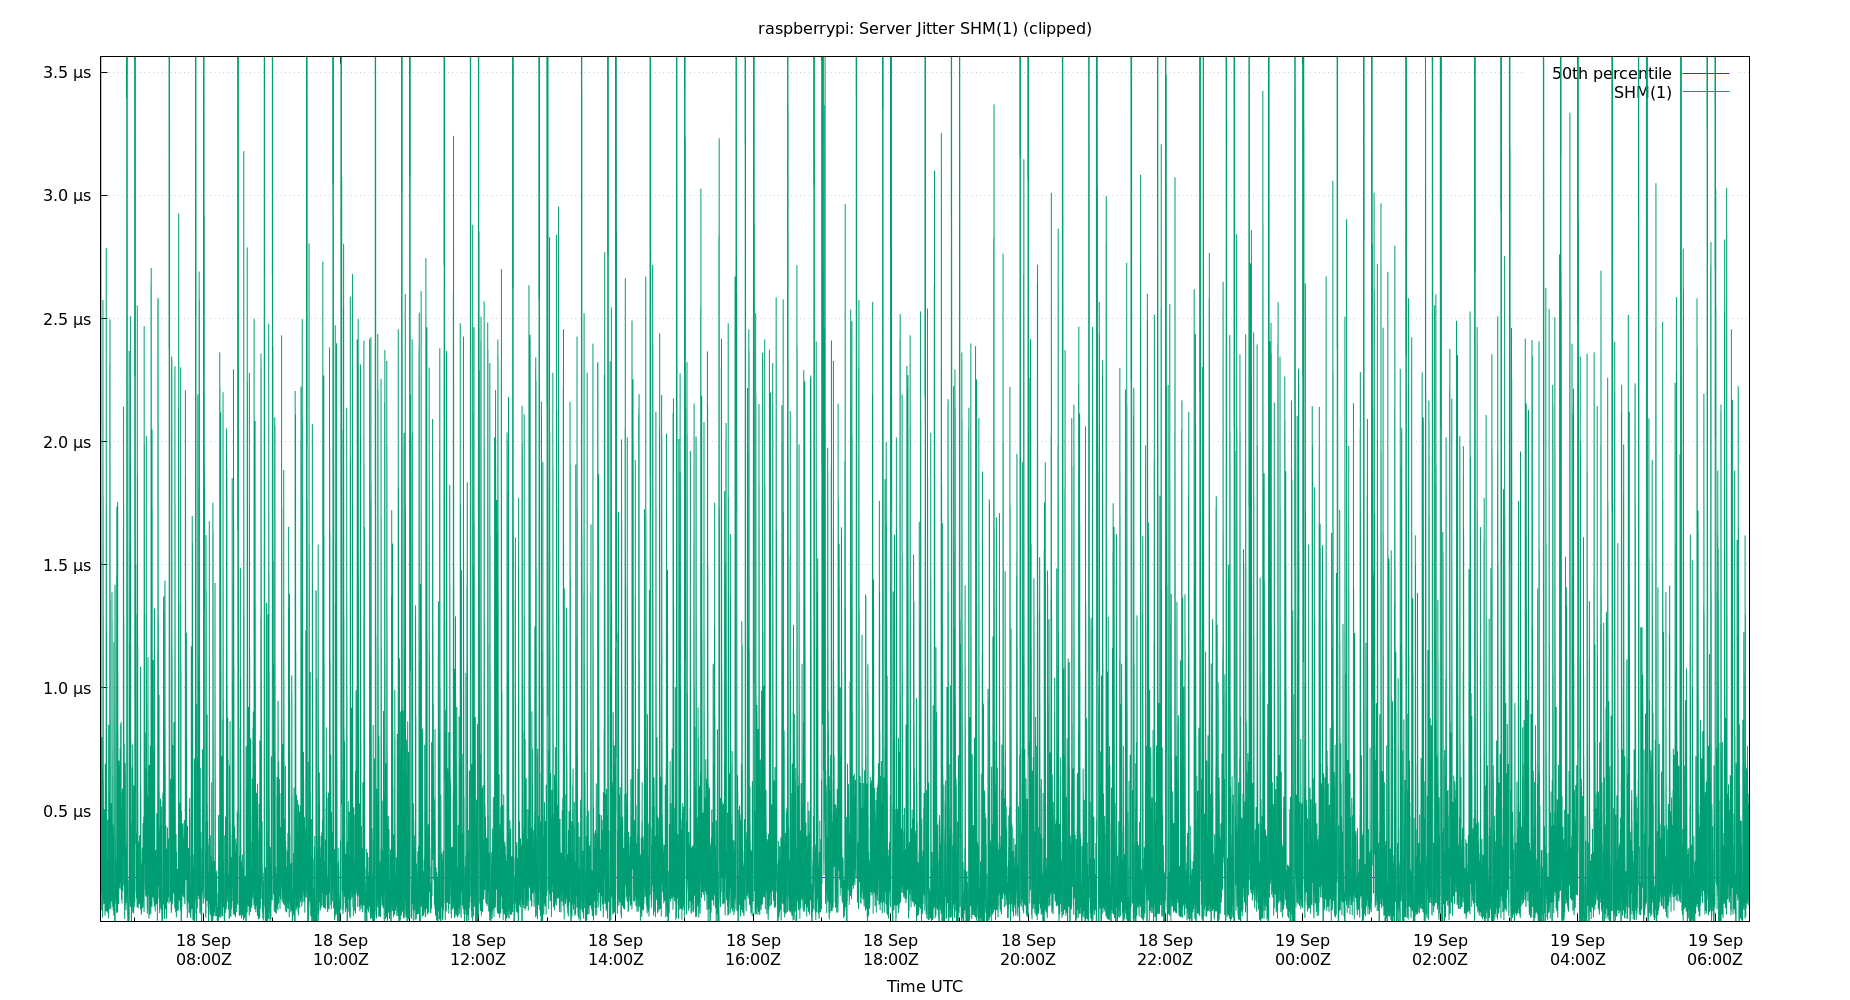 raspberrypi: Server Jitter SHM(1) (clipped)
50th percentile
SHM(1)
3.5 µs
3.0 µs
2.5 µs
2.0 µs
1.5 µs
1.0 µs
0.5 µs
18 Sep 18 Sep 18 Sep 18 Sep 18 Sep 18 Sep 18 Sep 18 Sep 19 Sep 19 Sep 19 Sep 19 Sep
08:00Z 10:00Z 12:00Z 14:00Z 16:00Z 18:00Z 20:00Z 22:00Z 00:00Z 02:00Z 04:00Z 06:00Z
Time UTC